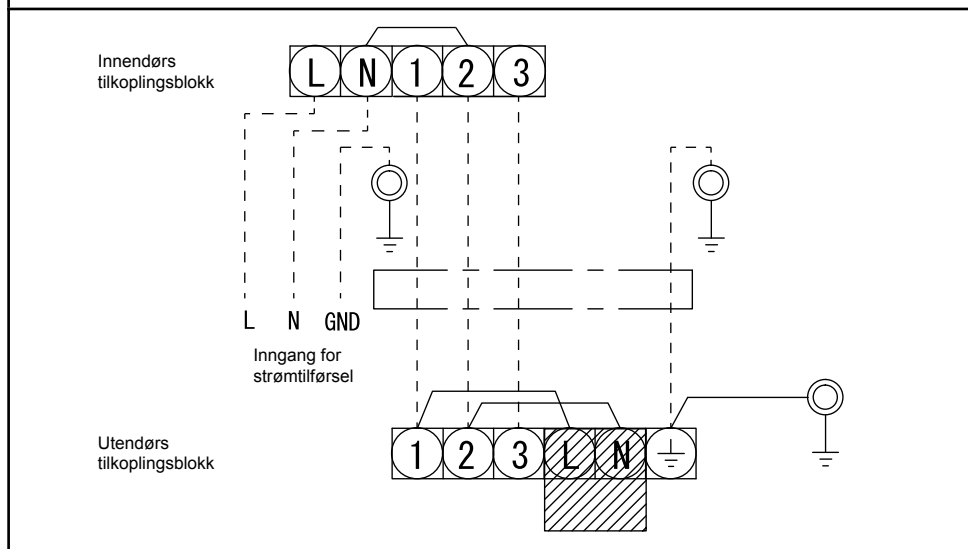 Innendørs
tilkoplingsblokk
L N 1 2 3
L N GND
Inngang for
strømtilførsel
Utendørs
tilkoplingsblokk
1 2 3 L N